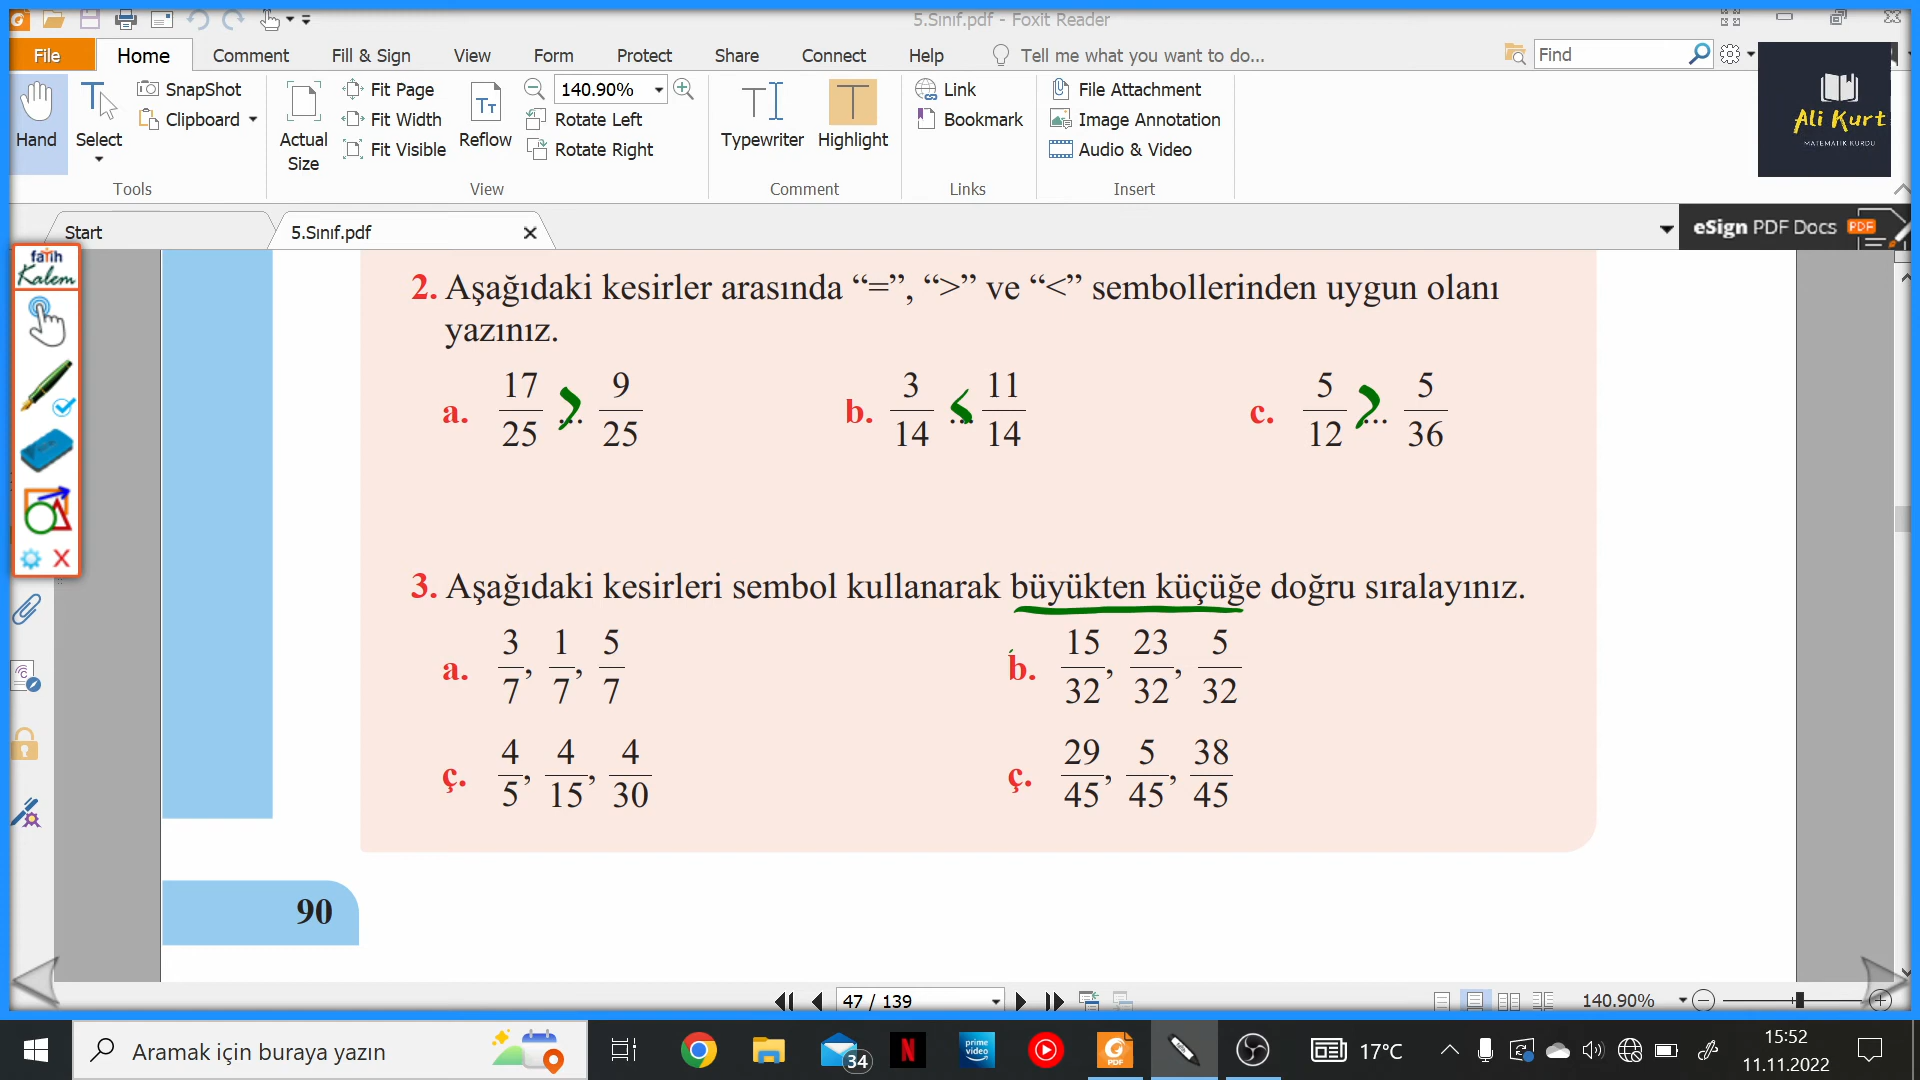 5.Sınıf.pdf - Foxit Reader
File Home Comment Fill & Sign View Form Protect Share Connect Help Tell me what you want to do... Find
Hand Select SnapShot Clipboard Actual Size Fit Page Fit Width Fit Visible Reflow 140.90% Rotate Left Rotate Right Typewriter Highlight Link Bookmark File Attachment Image Annotation Audio & Video
Tools View Comment Links Insert
Ali Kurt
MATEMATİK KURDU
Start 5.Sınıf.pdf eSign PDF Docs PDF
fatih
Kalem
2. Aşağıdaki kesirler arasında “=”, “>” ve “<” sembollerinden uygun olanı
yazınız.
a. 17/25 ... > 9/25 b. 3/14 ... < 11/14 c. 5/12 ... > 5/36
3. Aşağıdaki kesirleri sembol kullanarak büyükten küçüğe doğru sıralayınız.
a. 3/7, 1/7, 5/7 b. 15/32, 23/32, 5/32
ç. 4/5, 4/15, 4/30 ç. 29/45, 5/45, 38/45
90
47 / 139 140.90%
Aramak için buraya yazın 34 N prime video PDF 17°C 15:52
11.11.2022